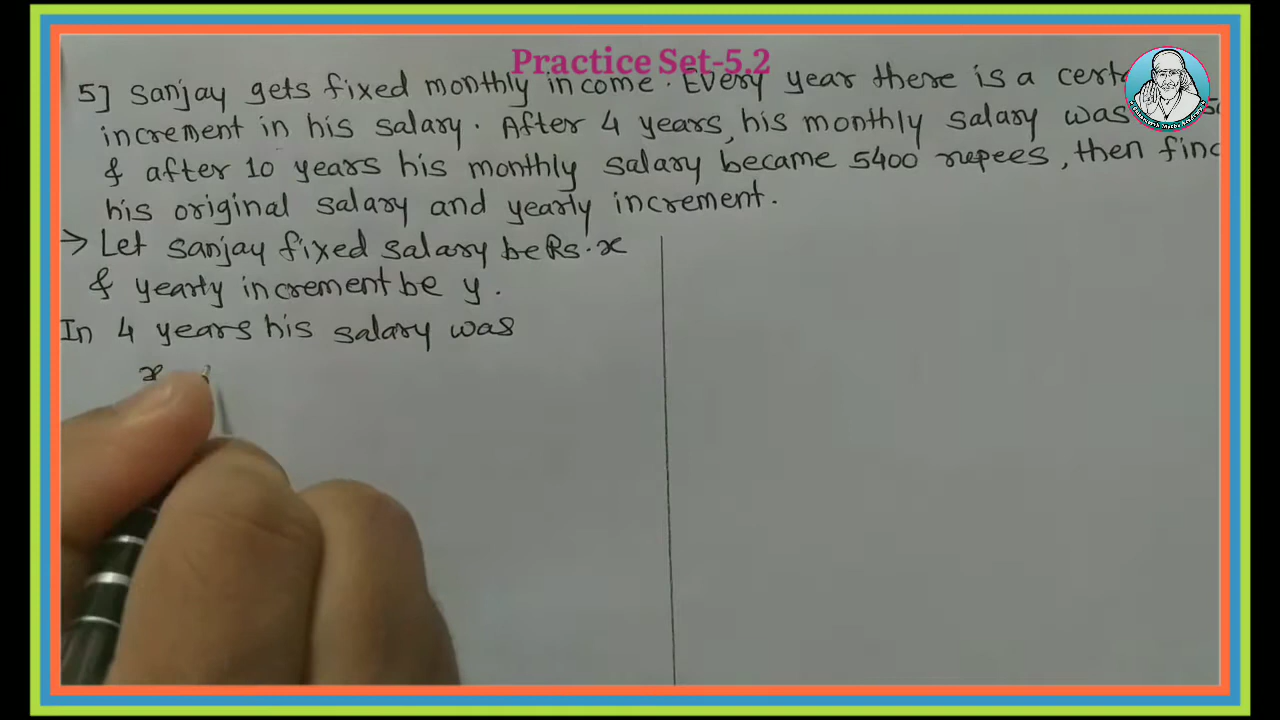 Practice Set-5.2
5] Sanjay gets fixed monthly income. Every year there is a
increment in his salary. After 4 years, his monthly salary was
& after 10 years his monthly salary became 5400 rupees, then
his original salary and yearly increment.
→ Let Sanjay fixed salary be Rs. x
& yearly increment be y.
In 4 years his salary was
x